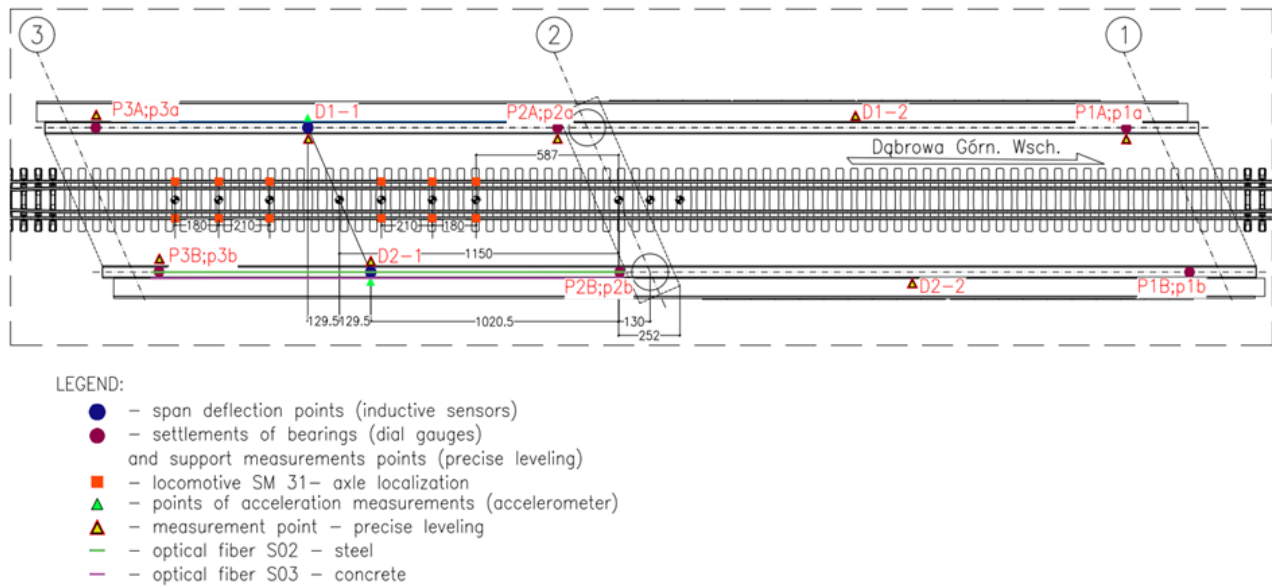 3
2
1
P3A;p3a
D1-1
P2A;p2a
D1-2
P1A;p1a
587
Dąbrowa Górn. Wsch.
180
210
210
180
1150
P3B;p3b
D2-1
P2B;p2b
D2-2
P1B;p1b
129.5
129.5
1020.5
130
252
LEGEND:
– span deflection points (inductive sensors)
– settlements of bearings (dial gauges)
and support measurements points (precise leveling)
– locomotive SM 31– axle localization
– points of acceleration measurements (accelerometer)
– measurement point – precise leveling
– optical fiber S02 – steel
– optical fiber S03 – concrete